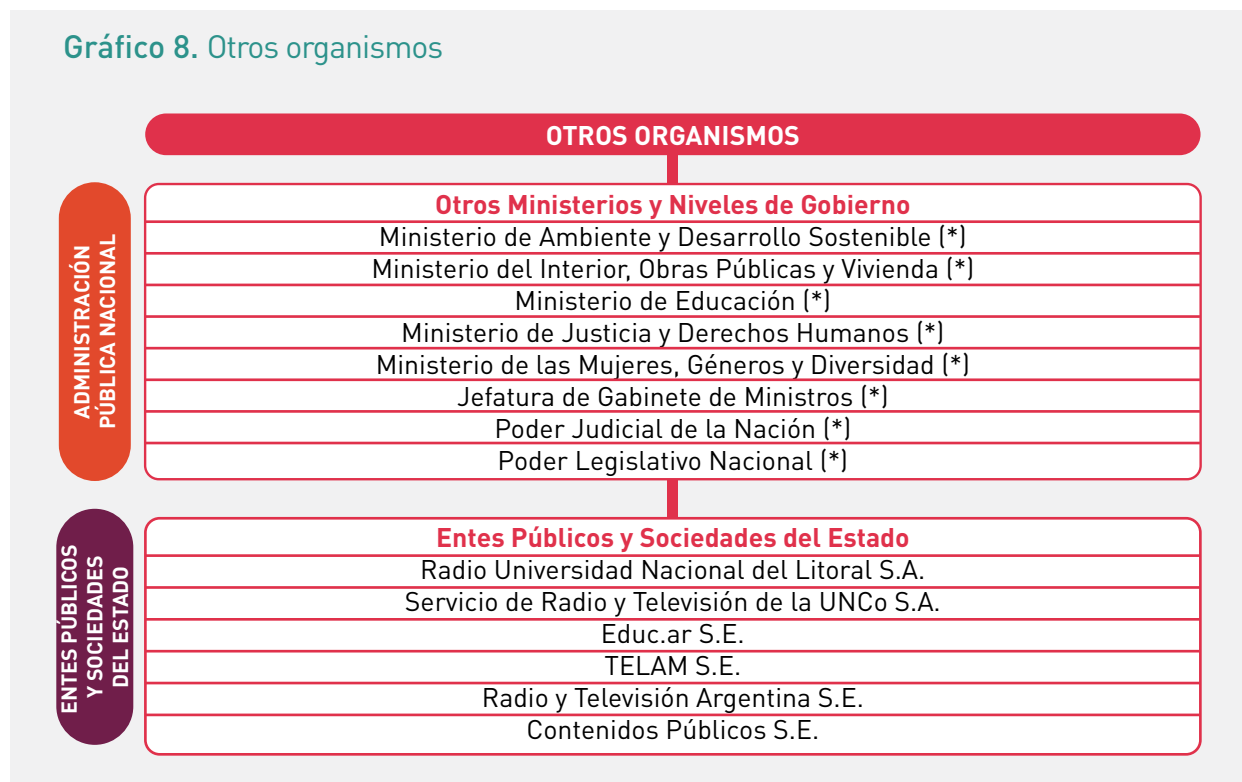 Gráfico 8. Otros organismos
OTROS ORGANISMOS
ADMINISTRACIÓN
PÚBLICA NACIONAL
Otros Ministerios y Niveles de Gobierno
Ministerio de Ambiente y Desarrollo Sostenible (*)
Ministerio del Interior, Obras Públicas y Vivienda (*)
Ministerio de Educación (*)
Ministerio de Justicia y Derechos Humanos (*)
Ministerio de las Mujeres, Géneros y Diversidad (*)
Jefatura de Gabinete de Ministros (*)
Poder Judicial de la Nación (*)
Poder Legislativo Nacional (*)
ENTES PÚBLICOS
Y SOCIEDADES
DEL ESTADO
Entes Públicos y Sociedades del Estado
Radio Universidad Nacional del Litoral S.A.
Servicio de Radio y Televisión de la UNCo S.A.
Educ.ar S.E.
TELAM S.E.
Radio y Televisión Argentina S.E.
Contenidos Públicos S.E.